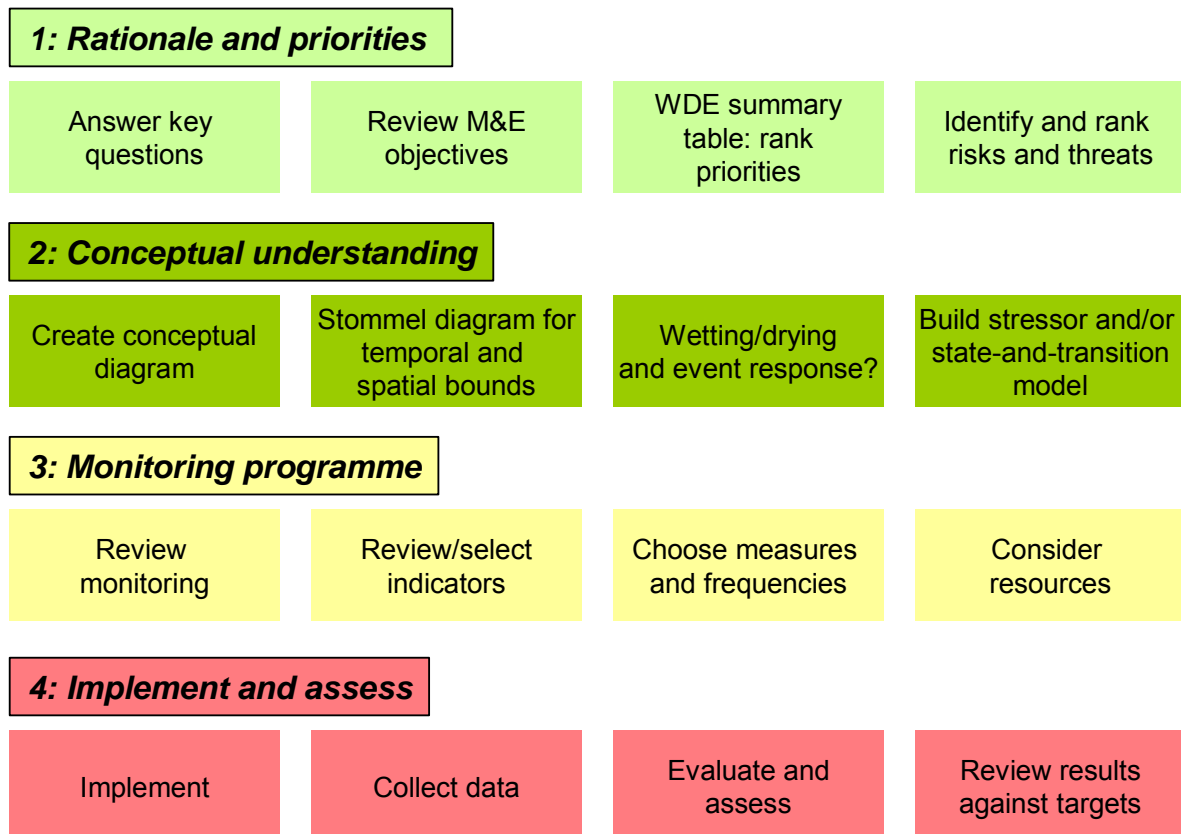 1: Rationale and priorities
Answer key
questions
Review M&E
objectives
WDE summary
table: rank
priorities
Identify and rank
risks and threats
2: Conceptual understanding
Create conceptual
diagram
Stommel diagram for
temporal and
spatial bounds
Wetting/drying
and event response?
Build stressor and/or
state-and-transition
model
3: Monitoring programme
Review
monitoring
Review/select
indicators
Choose measures
and frequencies
Consider
resources
4: Implement and assess
Implement
Collect data
Evaluate and
assess
Review results
against targets